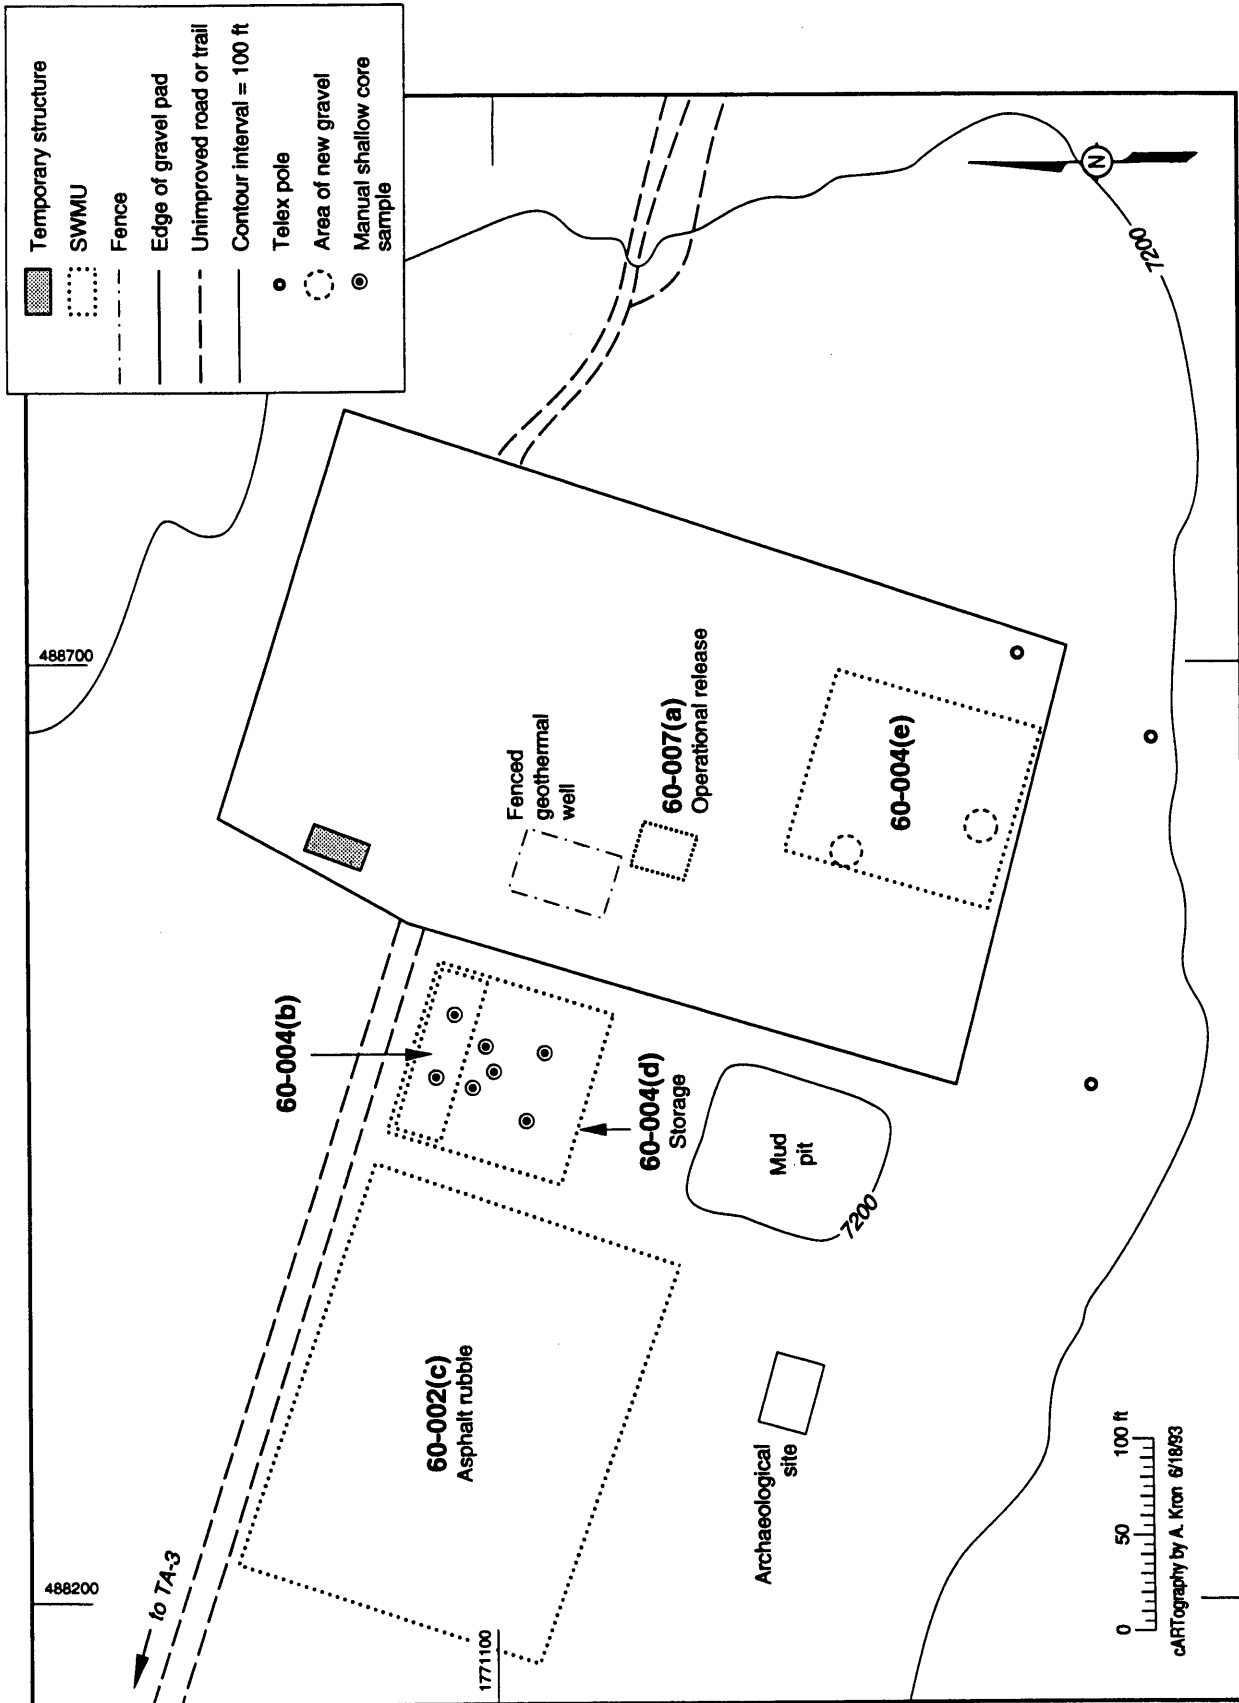 Temporary structure
SWMU
Fence
Edge of gravel pad
Unimproved road or trail
Contour interval = 100 ft
Telex pole
Area of new gravel
Manual shallow core
sample
488200
488700
to TA-3
60-004(b)
60-002(c)
Asphalt rubble
1771100
Fenced
geothermal
well
60-004(d)
Storage
60-007(a)
Operational release
Mud
pit
7200
60-004(e)
Archaeological
site
N
7200
0 50 100 ft
cARTography by A. Kron 6/18/93